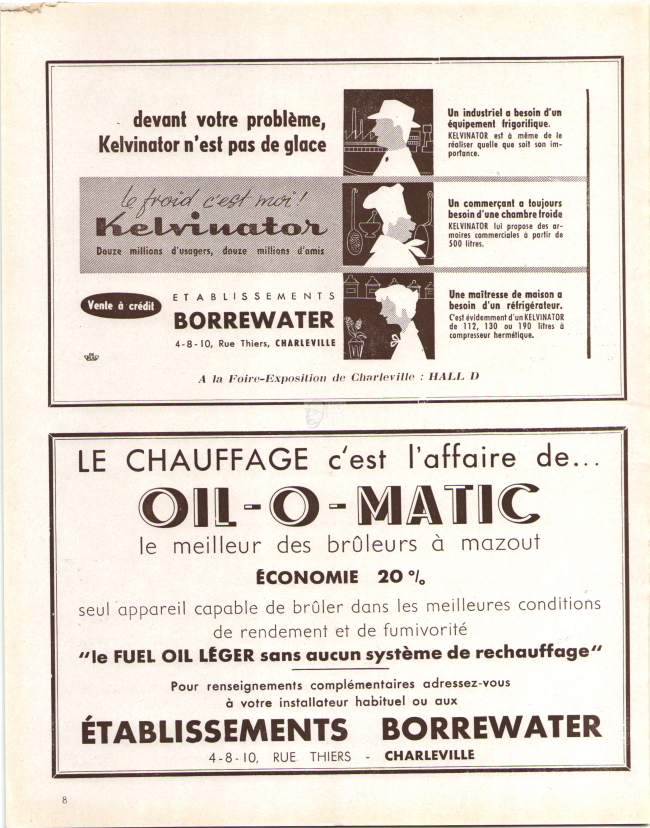 devant votre problème,
Kelvinator n'est pas de glace
le froid c'est moi!
Kelvinator
Douze millions d'usagers, douze millions d'amis
Vente à crédit
ETABLISSEMENTS
BORREWATER
4-8-10, Rue Thiers, CHARLEVILLE
Un industriel a besoin d'un
équipement frigorifique.
KELVINATOR est à même de le
réaliser quelle que soit son im-
portance.
Un commerçant a toujours
besoin d'une chambre froide
KELVINATOR lui propose des ar-
moires commerciales à partir de
500 litres.
Une maîtresse de maison a
besoin d'un réfrigérateur.
C'est évidemment d'un KELVINATOR
de 112, 130 ou 190 litres à
compresseur hermétique.
A la Foire-Exposition de Charleville : HALL D
LE CHAUFFAGE c'est l'affaire de...
OIL-O-MATIC
le meilleur des brûleurs à mazout
ÉCONOMIE 20 %
seul appareil capable de brûler dans les meilleures conditions
de rendement et de fumivorité
"le FUEL OIL LÉGER sans aucun système de rechauffage"
Pour renseignements complémentaires adressez-vous
à votre installateur habituel ou aux
ÉTABLISSEMENTS BORREWATER
4-8-10, RUE THIERS - CHARLEVILLE
8